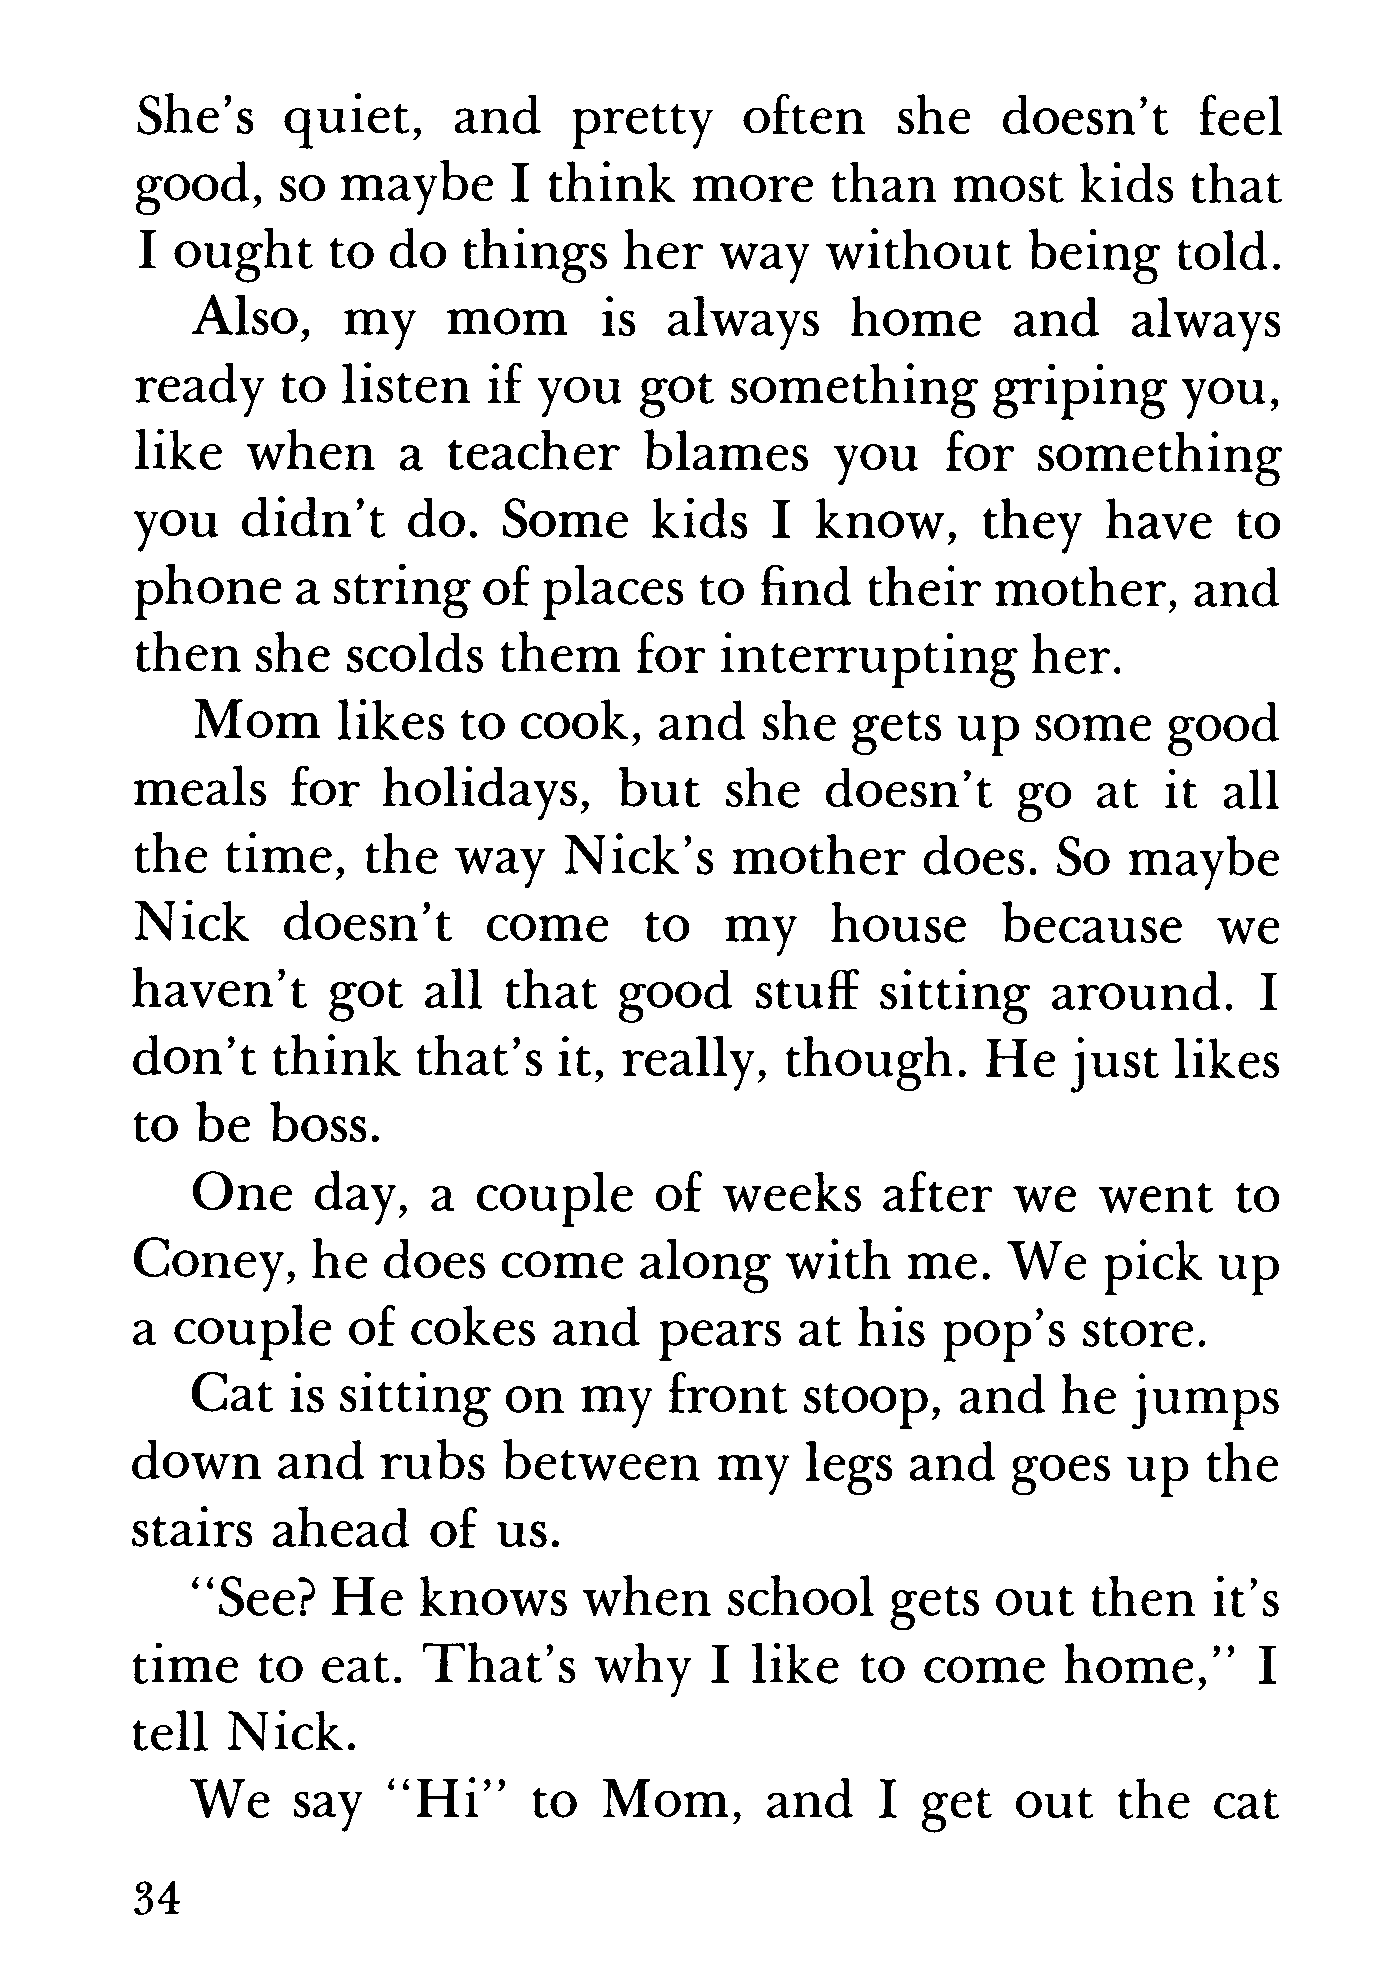 She's quiet, and pretty often she doesn't feel
good, so maybe I think more than most kids that
I ought to do things her way without being told.
Also, my mom is always home and always
ready to listen if you got something griping you,
like when a teacher blames you for something
you didn't do. Some kids I know, they have to
phone a string of places to find their mother, and
then she scolds them for interrupting her.
Mom likes to cook, and she gets up some good
meals for holidays, but she doesn't go at it all
the time, the way Nick's mother does. So maybe
Nick doesn't come to my house because we
haven't got all that good stuff sitting around. I
don't think that's it, really, though. He just likes
to be boss.
One day, a couple of weeks after we went to
Coney, he does come along with me. We pick up
a couple of cokes and pears at his pop's store.
Cat is sitting on my front stoop, and he jumps
down and rubs between my legs and goes up the
stairs ahead of us.
"See? He knows when school gets out then it's
time to eat. That's why I like to come home," I
tell Nick.
We say "Hi" to Mom, and I get out the cat
34